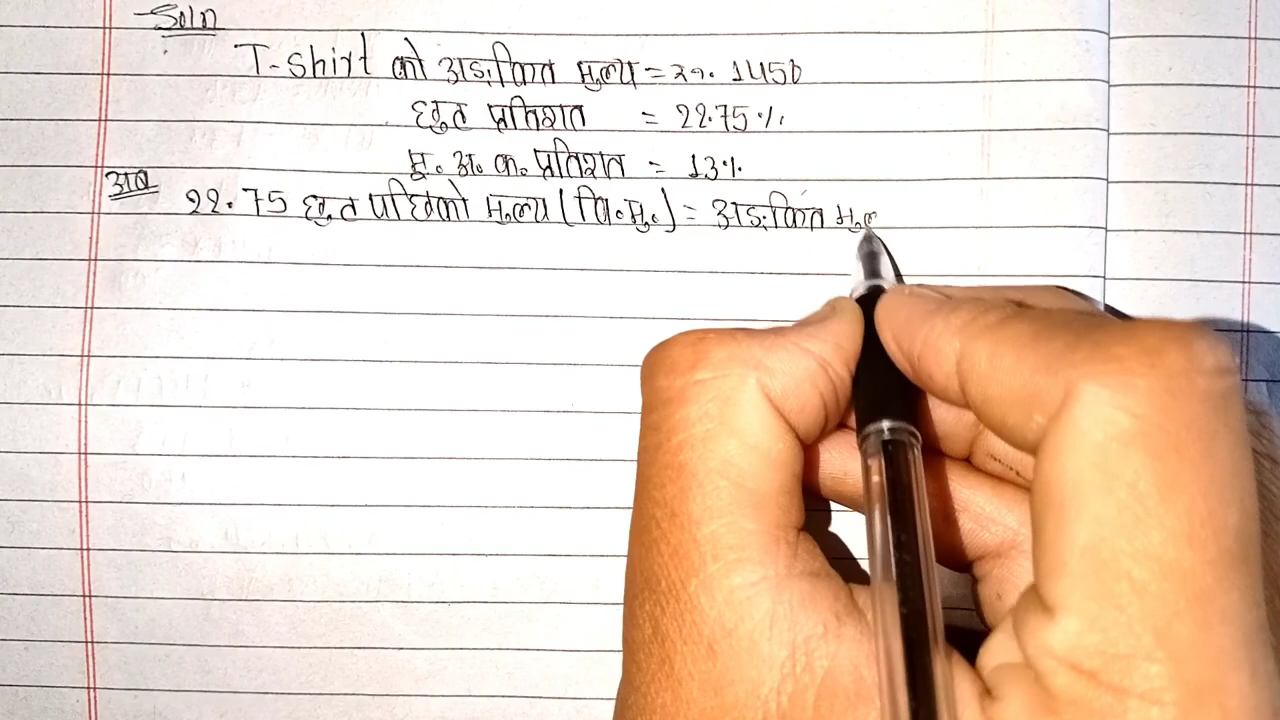 Soln
T-shirt को अङ्कित मुल्य = रु. 1450
छुत प्रतिशत = 22.75%
मु. अ. क. प्रतिशत = 13%
अब 22.75 छुत पछिको मुल्य (वि.मु.) = अङ्कित मुल